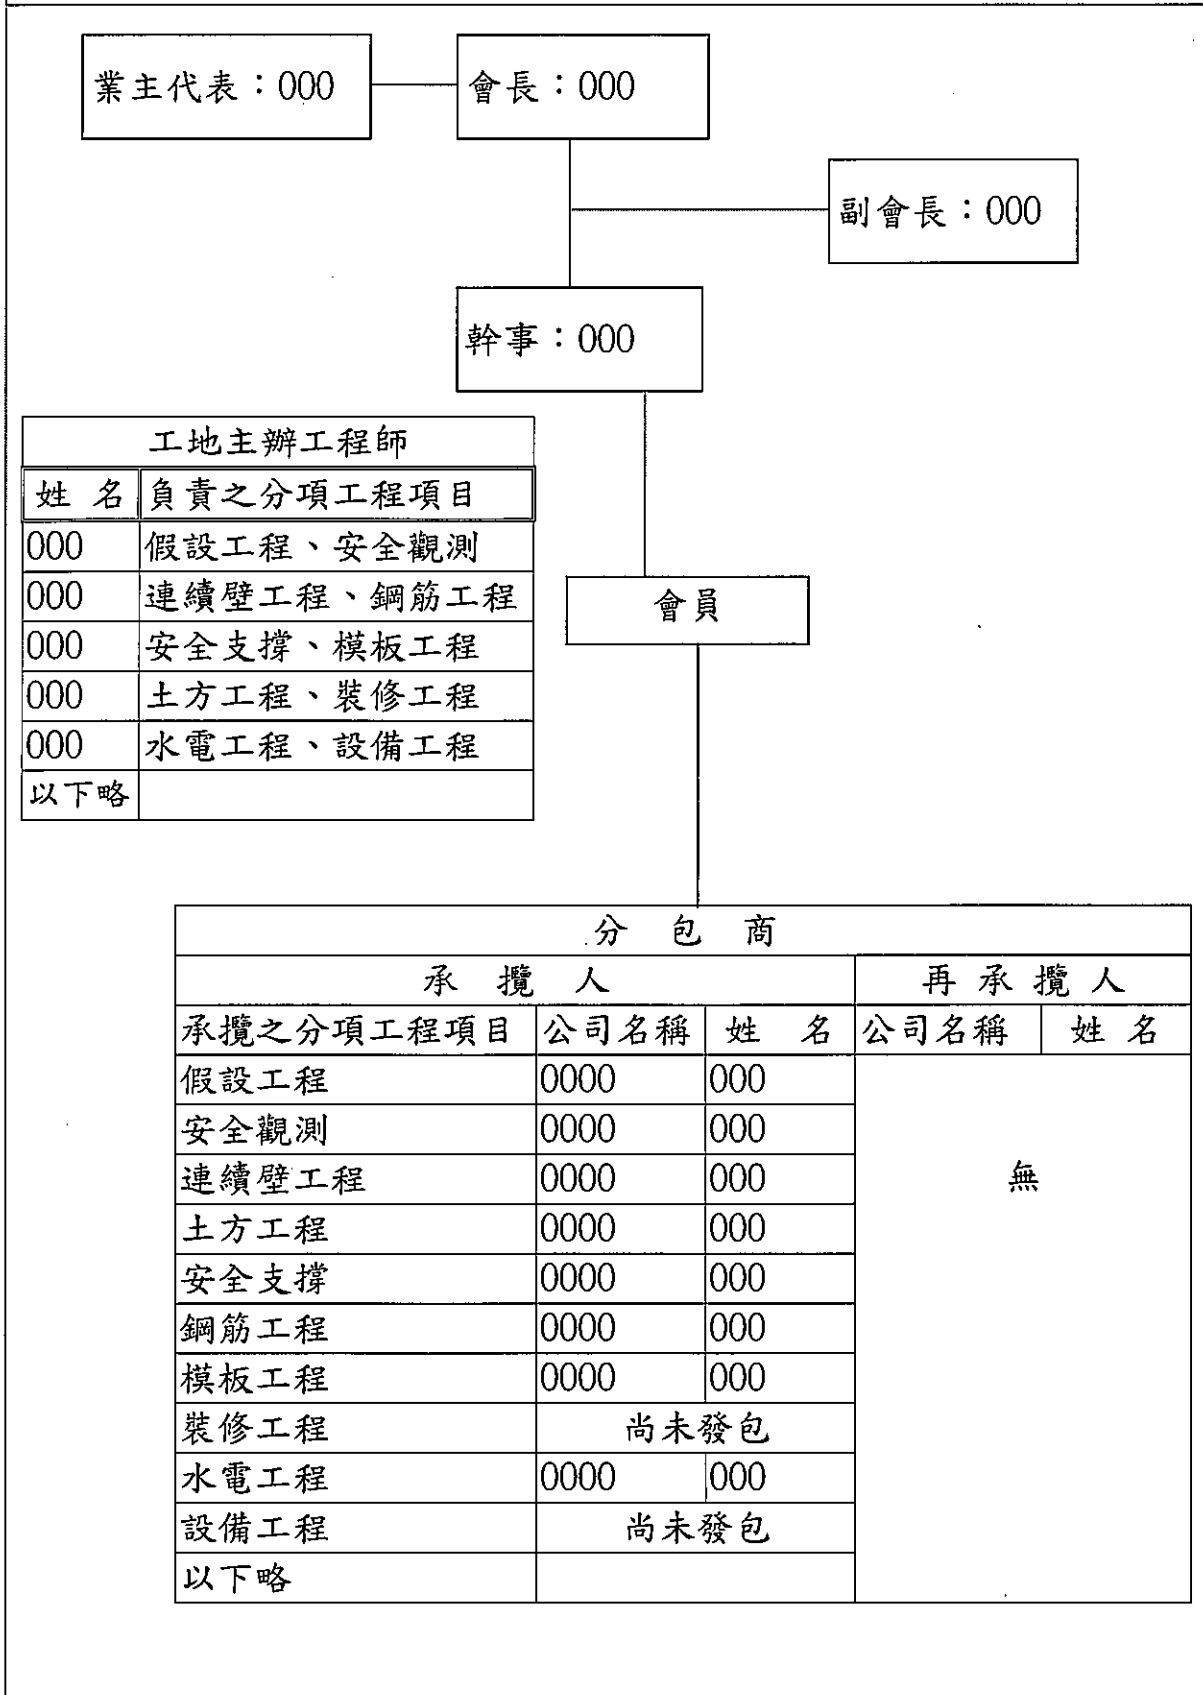 業主代表：000 會長：000
副會長：000
幹事：000
工地主辦工程師
姓 名 負責之分項工程項目
000 假設工程、安全觀測
000 連續壁工程、鋼筋工程
000 安全支撐、模板工程
000 土方工程、裝修工程
000 水電工程、設備工程
以下略
會員
分 包 商
承 攬 人 再 承 攬 人
承攬之分項工程項目 公司名稱 姓 名 公司名稱 姓 名
假設工程 0000 000
安全觀測 0000 000
連續壁工程 0000 000 無
土方工程 0000 000
安全支撐 0000 000
鋼筋工程 0000 000
模板工程 0000 000
裝修工程 尚未發包
水電工程 0000 000
設備工程 尚未發包
以下略